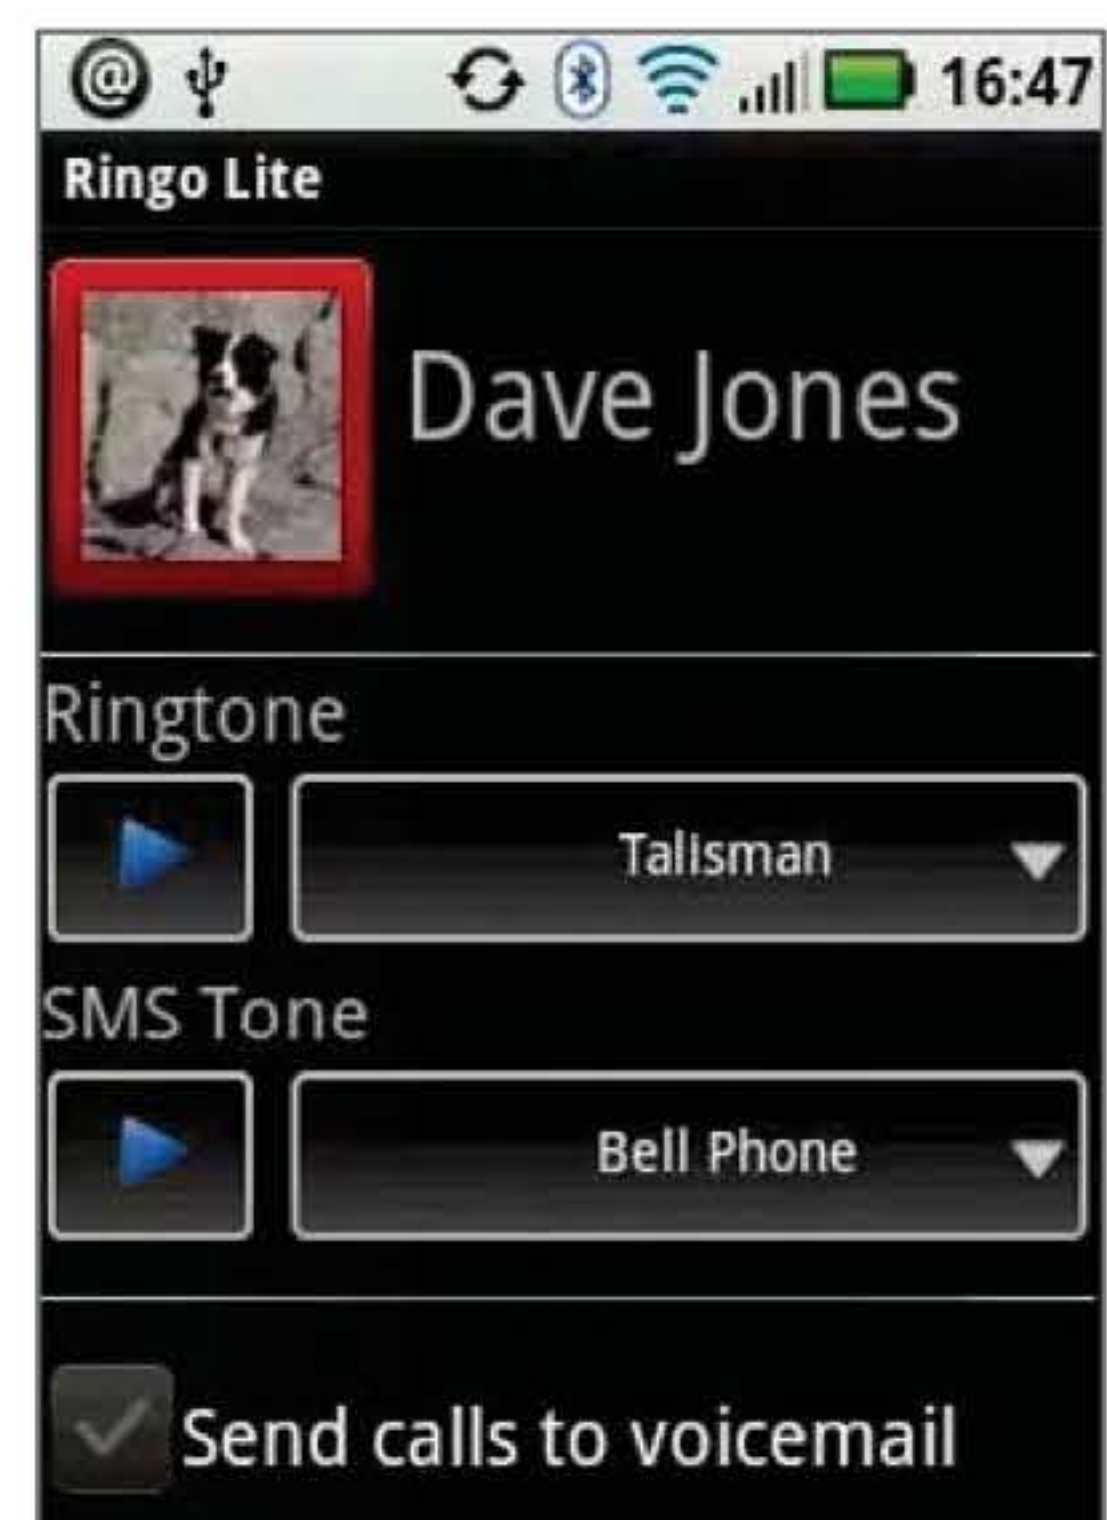 16:47
Ringo Lite
Dave Jones
Ringtone
Talisman
SMS Tone
Bell Phone
Send calls to voicemail